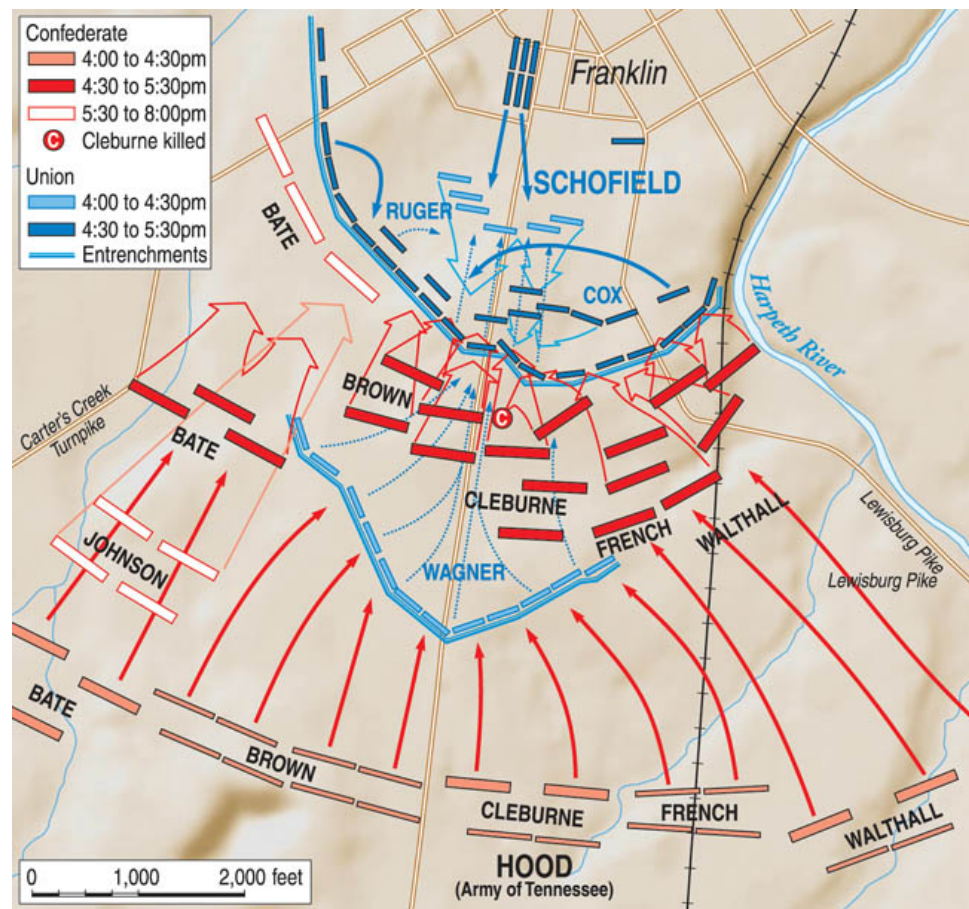 Confederate
4:00 to 4:30pm
4:30 to 5:30pm
5:30 to 8:00pm
C Cleburne killed
Union
4:00 to 4:30pm
4:30 to 5:30pm
Entrenchments
Franklin
SCHOFIELD
RUGER
BATE
COX
Harpeth River
BROWN
C
Carter's Creek
Turnpike
BATE
CLEBURNE
WALTHALL
FRENCH
Lewisburg Pike
Lewisburg Pike
JOHNSON
WAGNER
BATE
BROWN
CLEBURNE
FRENCH
WALTHALL
HOOD
(Army of Tennessee)
0 1,000 2,000 feet